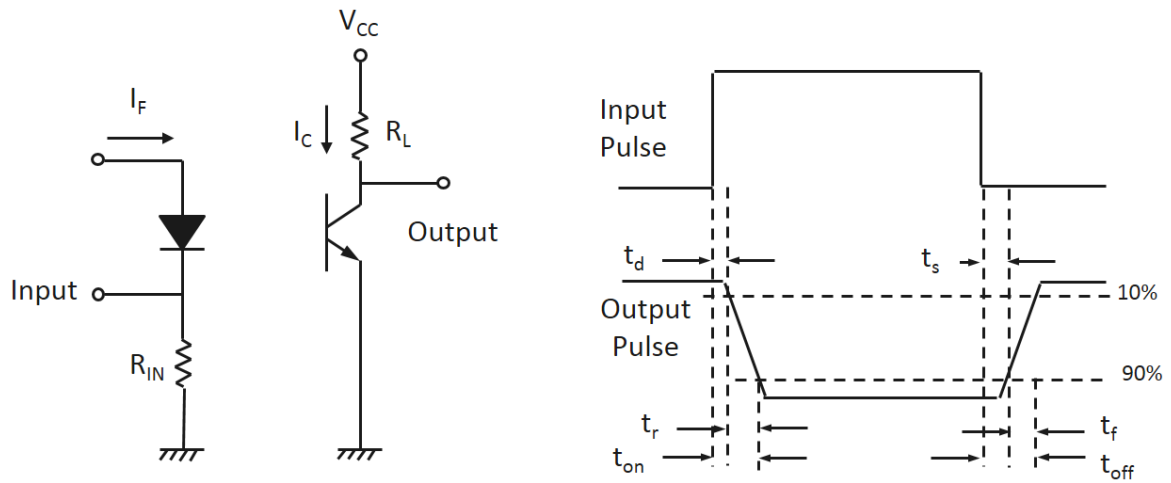 V_CC
I_F
I_C
R_L
Output
Input
R_IN
Input
Pulse
t_d
t_s
10%
Output
Pulse
90%
t_r
t_f
t_on
t_off